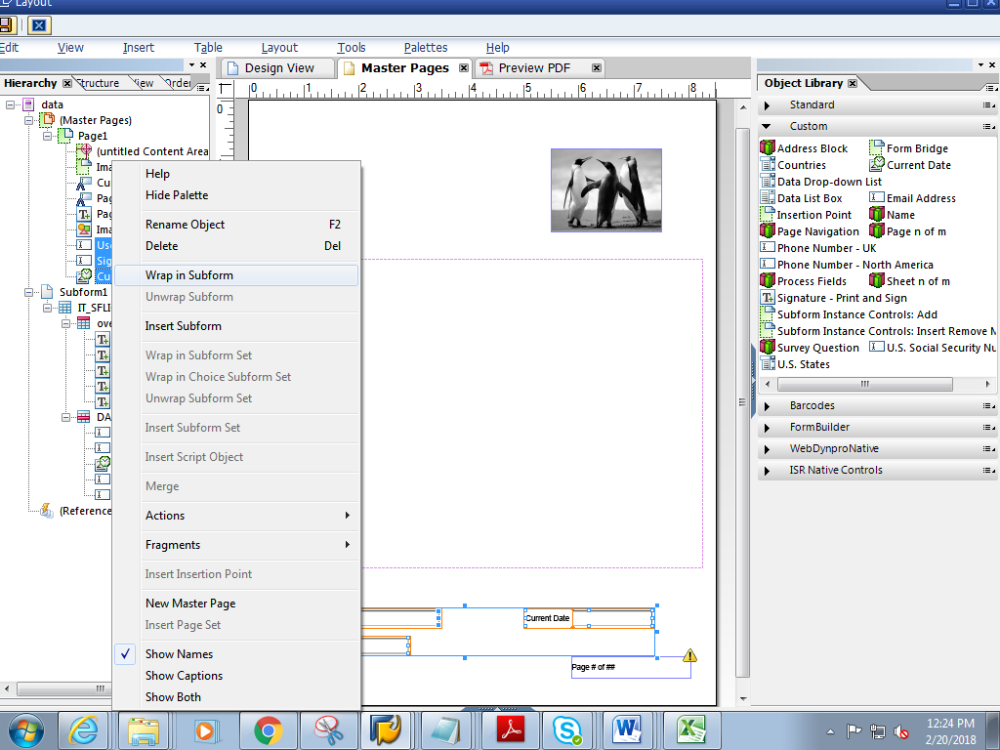 Layout
Edit View Insert Table Layout Tools Palettes Help
Hierarchy Structure View Order
Design View Master Pages Preview PDF
Object Library
0 1 2 3 4 5 6 7 8
0
data
(Master Pages)
Page1
(untitled Content Area
Ima
Cu
Pag
Pag
Ima
Use
Sig
Cu
Subform1
IT_SFLI
ove
DA
(Reference
Help
Hide Palette
Rename Object F2
Delete Del
Wrap in Subform
Unwrap Subform
Insert Subform
Wrap in Subform Set
Wrap in Choice Subform Set
Unwrap Subform Set
Insert Subform Set
Insert Script Object
Merge
Actions
Fragments
Insert Insertion Point
New Master Page
Insert Page Set
Show Names
Show Captions
Show Both
Current Date
Page # of ##
Standard
Custom
Address Block Form Bridge
Countries Current Date
Data Drop-down List
Data List Box Email Address
Insertion Point Name
Page Navigation Page n of m
Phone Number - UK
Phone Number - North America
Process Fields Sheet n of m
Signature - Print and Sign
Subform Instance Controls: Add
Subform Instance Controls: Insert Remove M
Survey Question U.S. Social Security Nu
U.S. States
Barcodes
FormBuilder
WebDynproNative
ISR Native Controls
12:24 PM
2/20/2018